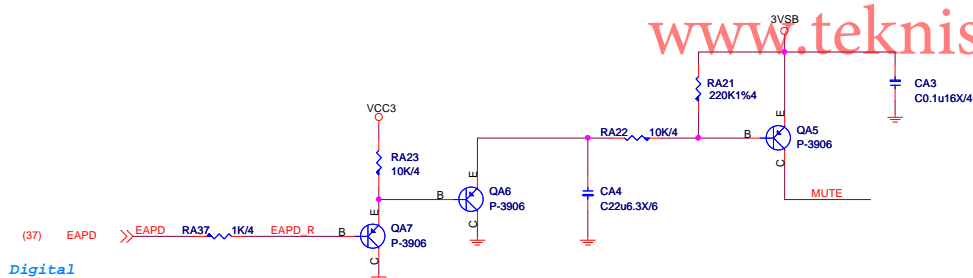 www.teknis
3VSB
RA21
220K1%4
CA3
C0.1u16X/4
VCC3
RA22 10K/4
E
B
QA5
P-3906
C
RA23
10K/4
E
B
QA6
P-3906
C
CA4
C22u6.3X/6
MUTE
(37) EAPD
EAPD
RA37 1K/4
EAPD_R
E
B
QA7
P-3906
C
Digital